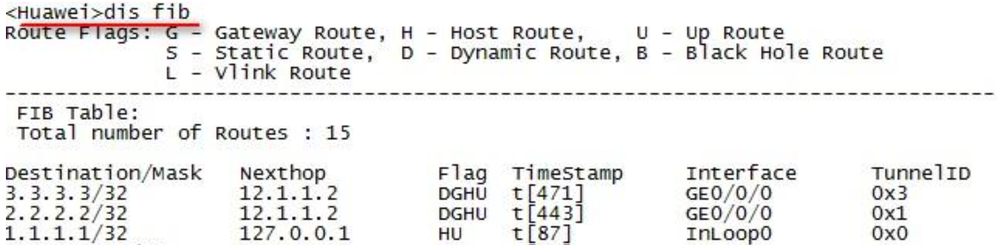 <Huawei>dis fib
Route Flags: G - Gateway Route, H - Host Route, U - Up Route
S - Static Route, D - Dynamic Route, B - Black Hole Route
L - Vlink Route
--------------------------------------------------------------------------------
FIB Table:
Total number of Routes : 15
Destination/Mask Nexthop Flag TimeStamp Interface TunnelID
3.3.3.3/32 12.1.1.2 DGHU t[471] GE0/0/0 0x3
2.2.2.2/32 12.1.1.2 DGHU t[443] GE0/0/0 0x1
1.1.1.1/32 127.0.0.1 HU t[87] InLoop0 0x0